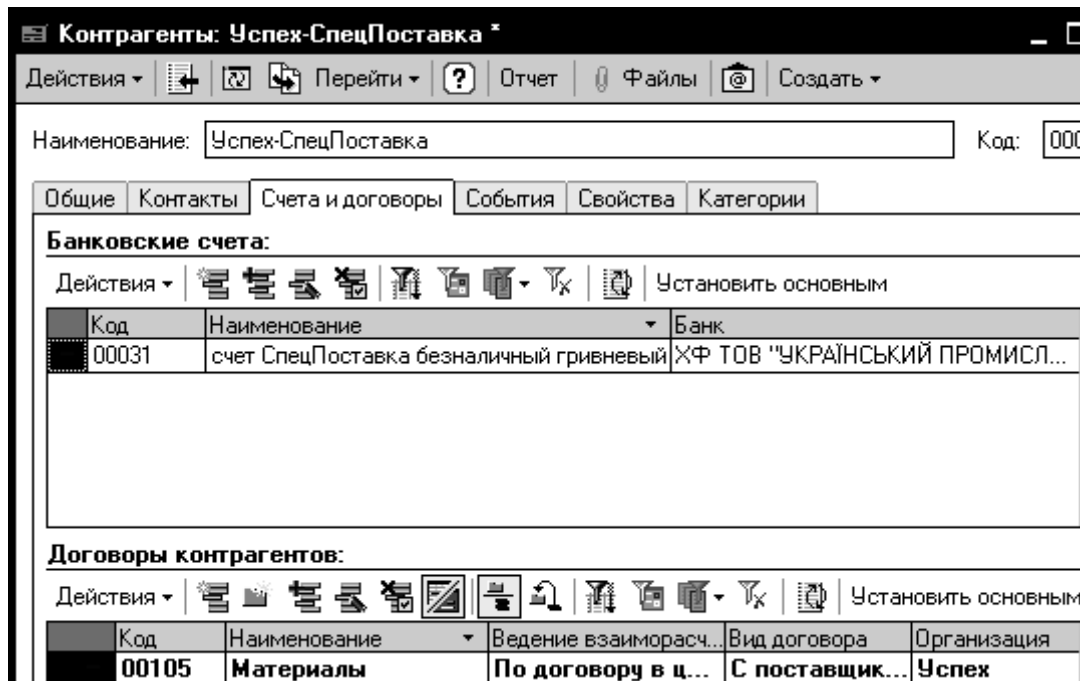 Контрагенты: Успех-СпецПоставка *
Действия Перейти ? Отчет Файлы Создать
Наименование: Успех-СпецПоставка Код: 000
Общие Контакты Счета и договоры События Свойства Категории
Банковские счета:
Действия Установить основным
Код Наименование Банк
00031 счет СпецПоставка безналичный гривневый ХФ ТОВ "УКРАЇНСЬКИЙ ПРОМИСЛ...
Договоры контрагентов:
Действия Установить основным
Код Наименование Ведение взаиморасч... Вид договора Организация
00105 Материалы По договору в ц... С поставщик... Успех